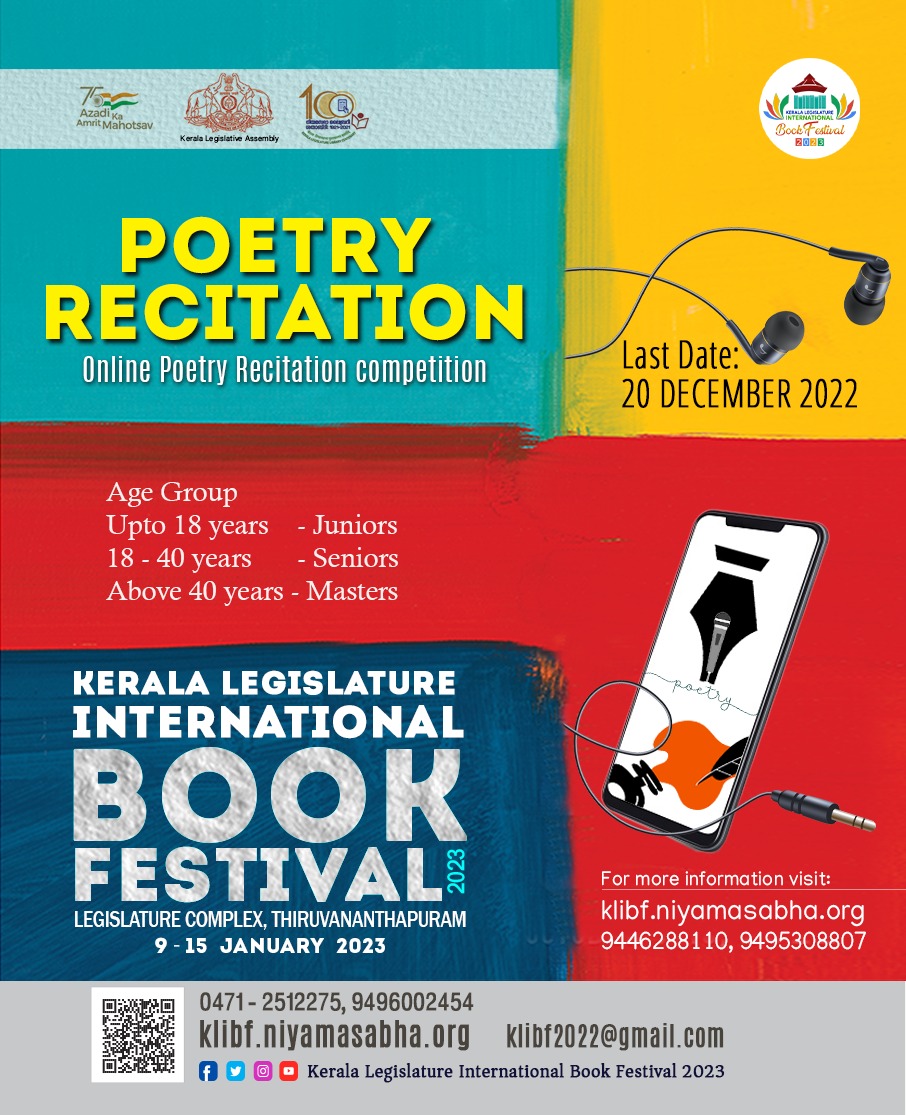 75
Azadi Ka
Amrit Mahotsav
Kerala Legislative Assembly
100
KERALA LEGISLATURE
INTERNATIONAL
Book Festival
2023
POETRY
RECITATION
Online Poetry Recitation competition
Last Date:
20 DECEMBER 2022
Age Group
Upto 18 years - Juniors
18 - 40 years - Seniors
Above 40 years - Masters
poetry
KERALA LEGISLATURE
INTERNATIONAL
BOOK
FESTIVAL 2023
LEGISLATURE COMPLEX, THIRUVANANTHAPURAM
9 - 15 JANUARY 2023
For more information visit:
klibf.niyamasabha.org
9446288110, 9495308807
0471 - 2512275, 9496002454
klibf.niyamasabha.org klibf2022@gmail.com
Kerala Legislature International Book Festival 2023